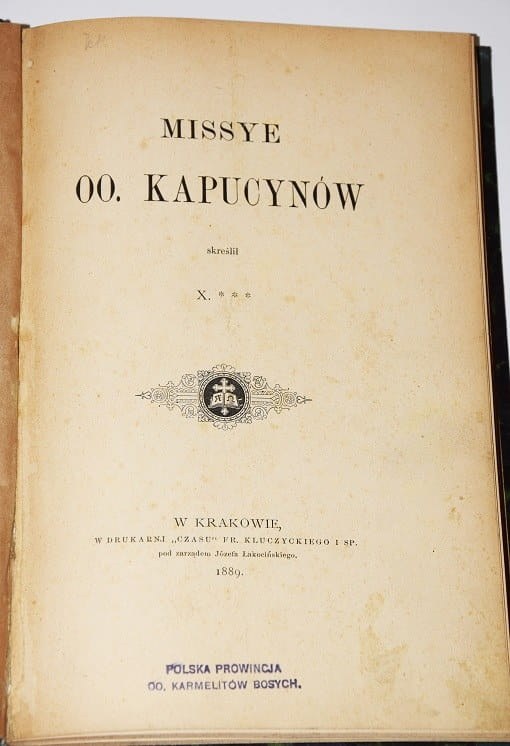 MISSYE
OO. KAPUCYNÓW
skreślił
X. * * *
W KRAKOWIE,
W DRUKARNI „CZASU" FR. KLUCZYCKIEGO I SP.
pod zarządem Józefa Łakocińskiego.
1889.
POLSKA PROWINCJA
OO. KARMELITÓW BOSYCH.